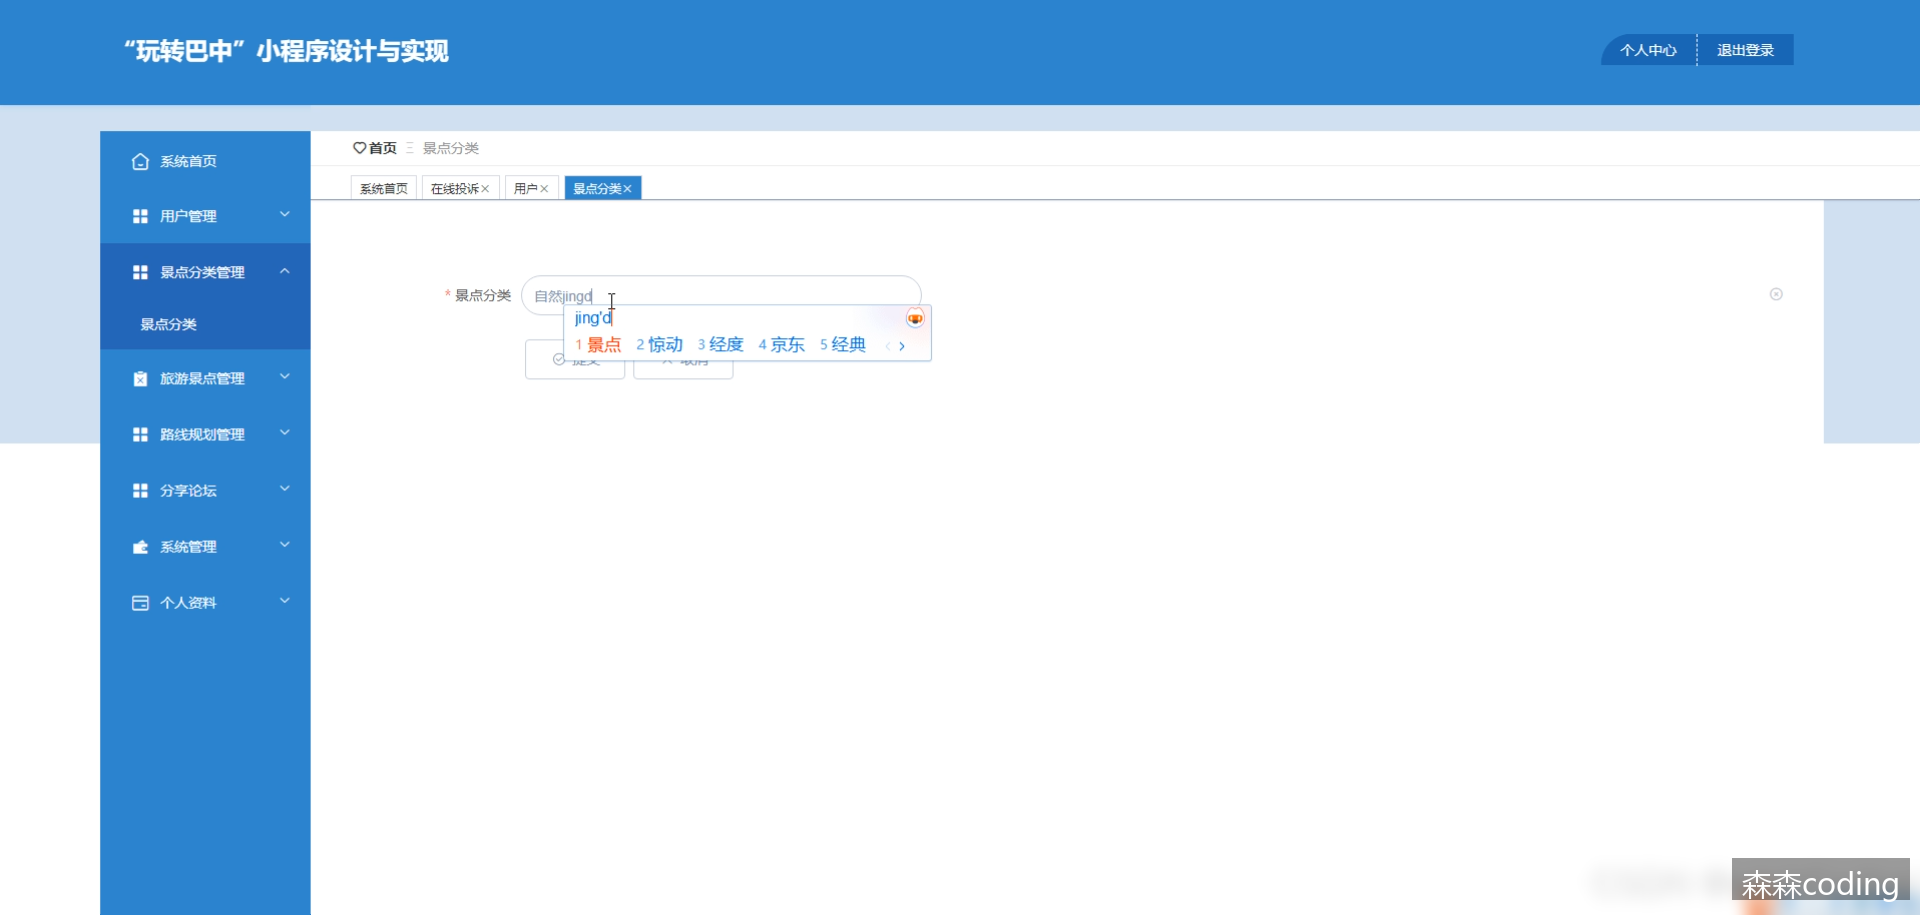 “玩转巴中”小程序设计与实现
个人中心
退出登录
系统首页
用户管理
景点分类管理
景点分类
旅游景点管理
路线规划管理
分享论坛
系统管理
个人资料
首页 景点分类
系统首页 在线投诉 用户 景点分类
* 景点分类 自然jingd
jing'd
1 景点 2 惊动 3 经度 4 京东 5 经典
提交 取消
森森coding